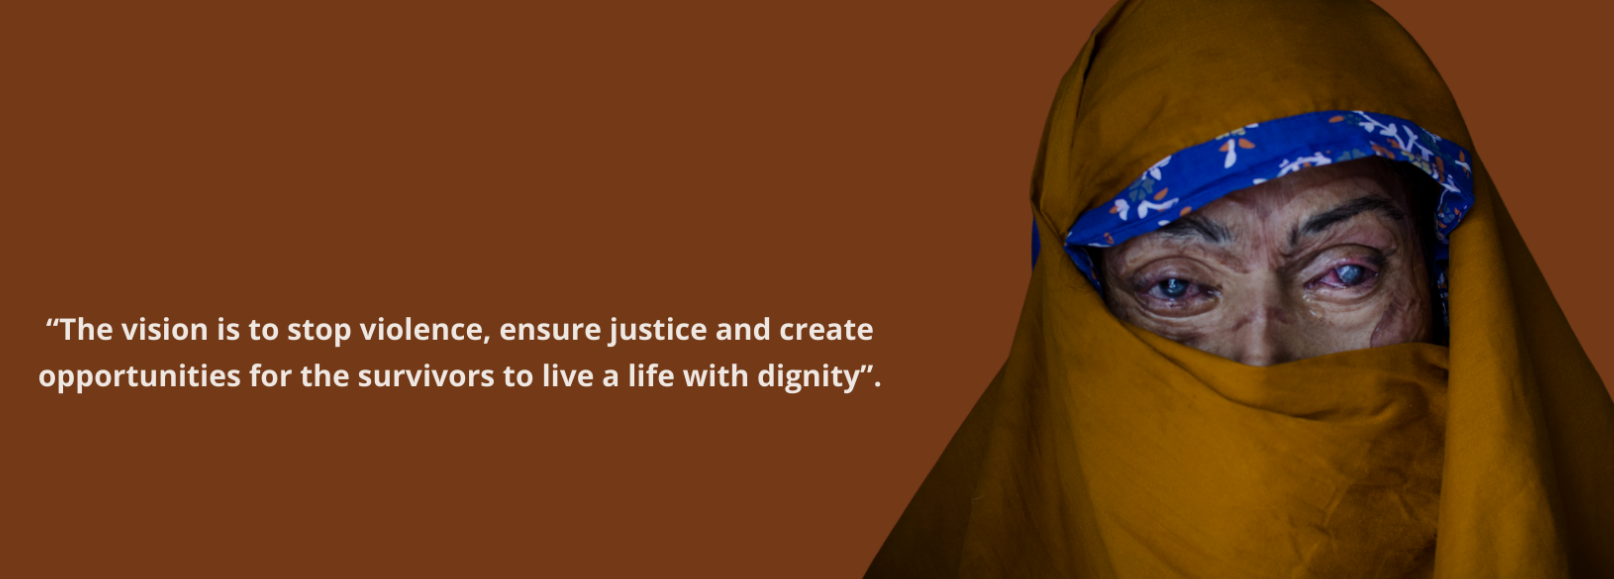 “The vision is to stop violence, ensure justice and create
opportunities for the survivors to live a life with dignity”.